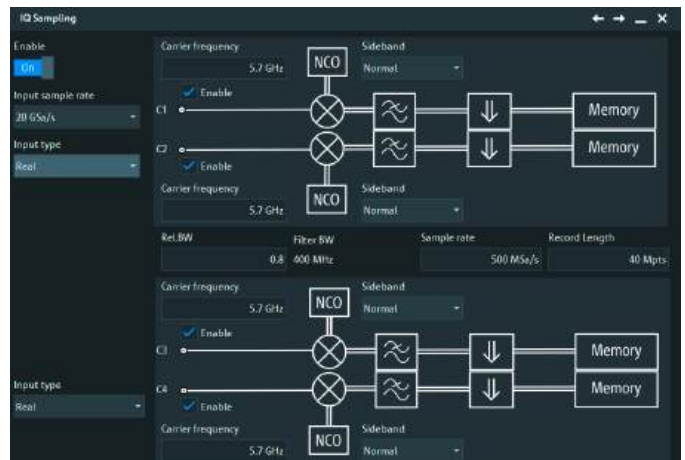 IQ Sampling
Enable
On
Input sample rate
20 GSa/s
Input type
Real
Carrier frequency
5.7 GHz
NCO
Sideband
Normal
Enable
C1
Memory
C2
Memory
Enable
Carrier frequency
5.7 GHz
NCO
Sideband
Normal
Rel.BW
0.8
Filter BW
400 MHz
Sample rate
500 MSa/s
Record Length
40 Mpts
Carrier frequency
5.7 GHz
NCO
Sideband
Normal
Enable
C3
Memory
C4
Memory
Enable
Input type
Real
Carrier frequency
5.7 GHz
NCO
Sideband
Normal